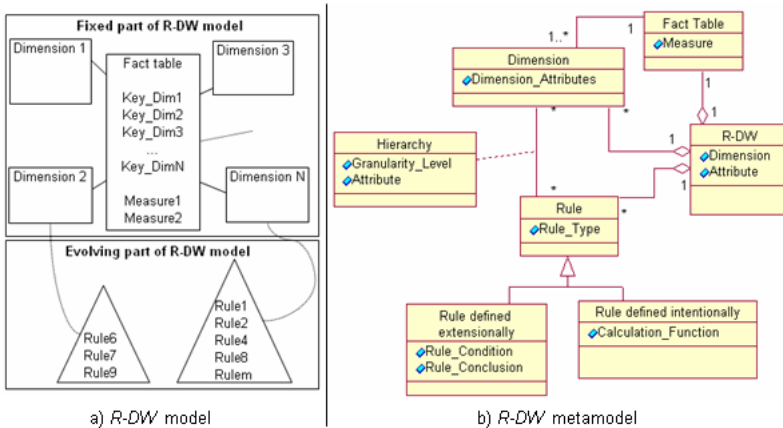 Fixed part of R-DW model
Dimension 1
Dimension 3
Fact table
Key_Dim1
Key_Dim2
Key_Dim3
...
Key_DimN
Measure1
Measure2
Dimension 2
Dimension N
Evolving part of R-DW model
Rule6
Rule7
Rule9
Rule1
Rule2
Rule4
Rule8
Rulem
a) R-DW model
1..*
1
Fact Table
Measure
Dimension
Dimension_Attributes
1
1
*
*
1
R-DW
Dimension
Attribute
Hierarchy
Granularity_Level
Attribute
1
*
*
Rule
Rule_Type
Rule defined
extensionally
Rule_Condition
Rule_Conclusion
Rule defined intentionally
Calculation_Function
b) R-DW metamodel